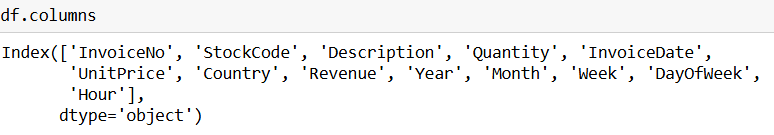 df.columns
Index(['InvoiceNo', 'StockCode', 'Description', 'Quantity', 'InvoiceDate',
'UnitPrice', 'Country', 'Revenue', 'Year', 'Month', 'Week', 'DayOfWeek',
'Hour'],
dtype='object')